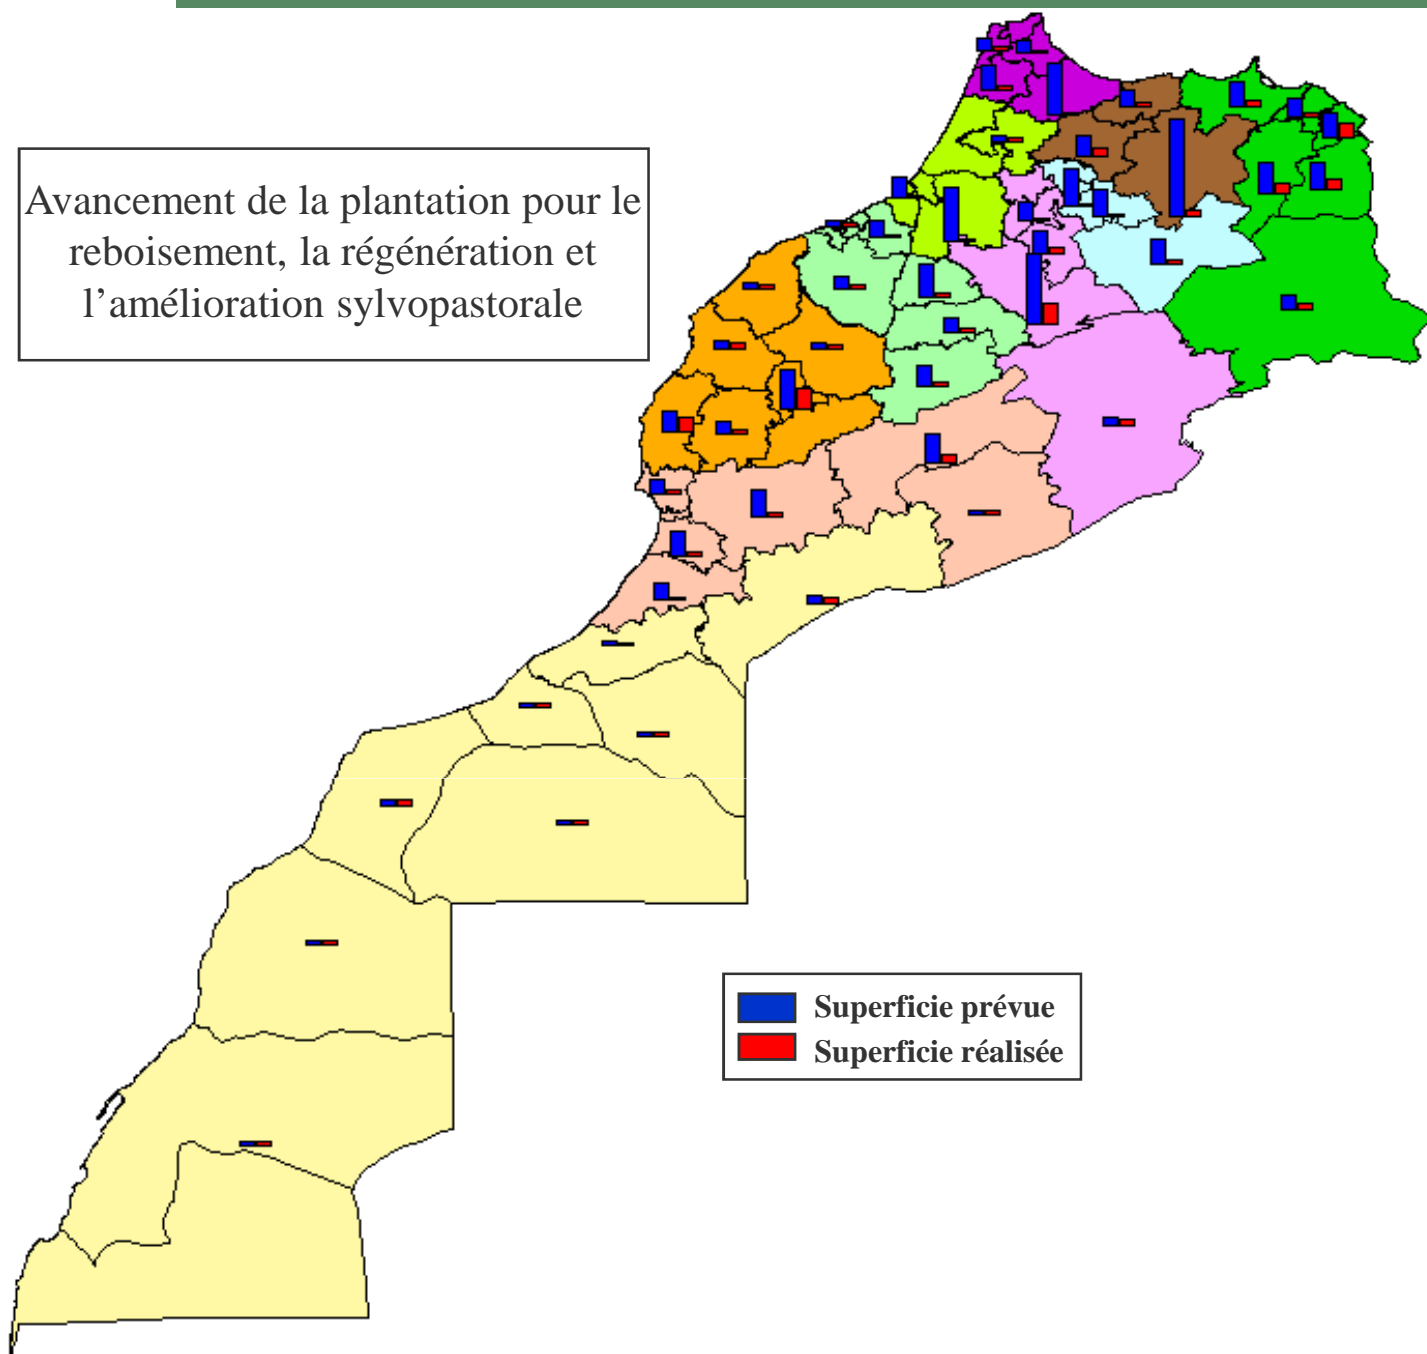 Avancement de la plantation pour le
reboisement, la régénération et
l’amélioration sylvopastorale
Superficie prévue
Superficie réalisée